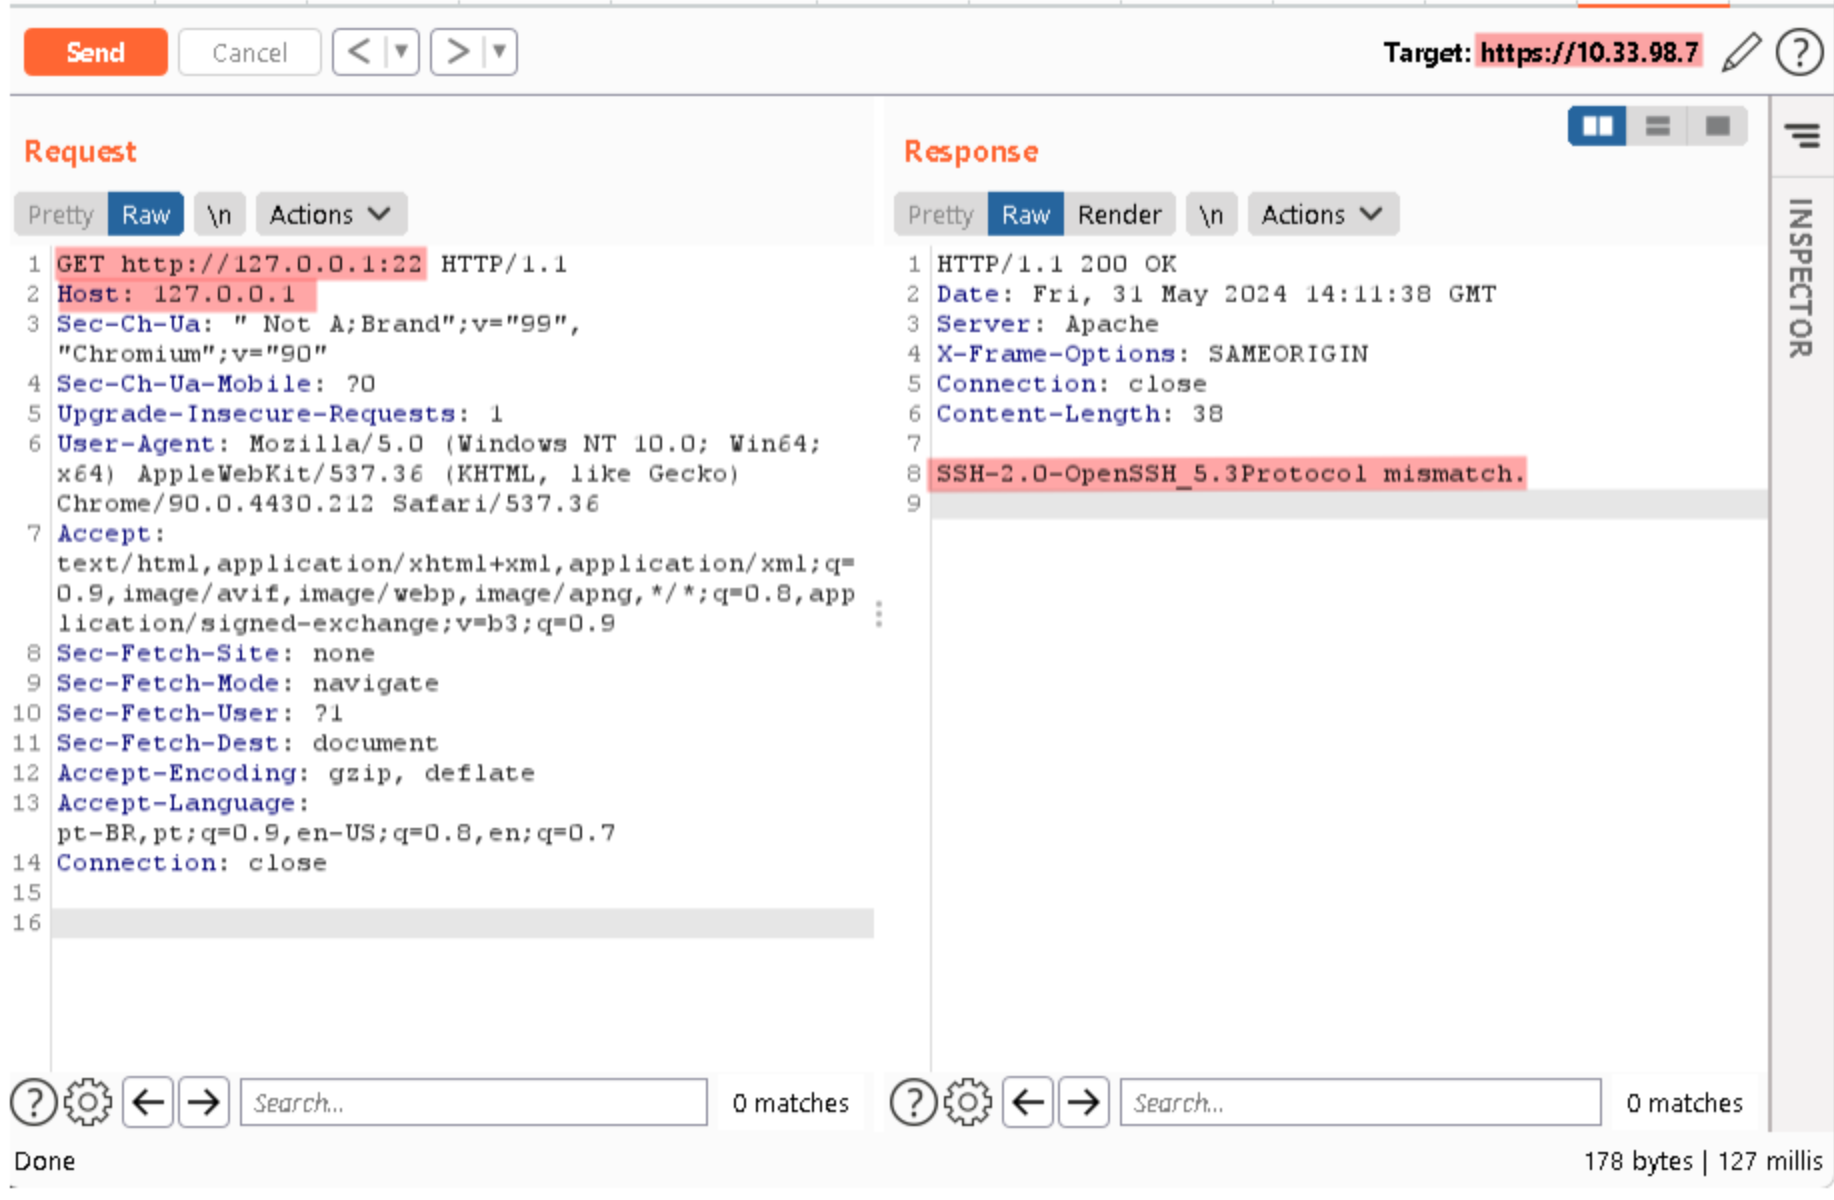 Send Cancel < >
Target: https://10.33.98.7 ?
Request
Pretty Raw \n Actions
1 GET http://127.0.0.1:22 HTTP/1.1
2 Host: 127.0.0.1
3 Sec-Ch-Ua: " Not A;Brand";v="99",
"Chromium";v="90"
4 Sec-Ch-Ua-Mobile: ?0
5 Upgrade-Insecure-Requests: 1
6 User-Agent: Mozilla/5.0 (Windows NT 10.0; Win64;
x64) AppleWebKit/537.36 (KHTML, like Gecko)
Chrome/90.0.4430.212 Safari/537.36
7 Accept:
text/html,application/xhtml+xml,application/xml;q=
0.9,image/avif,image/webp,image/apng,*/*;q=0.8,app
lication/signed-exchange;v=b3;q=0.9
8 Sec-Fetch-Site: none
9 Sec-Fetch-Mode: navigate
10 Sec-Fetch-User: ?1
11 Sec-Fetch-Dest: document
12 Accept-Encoding: gzip, deflate
13 Accept-Language:
pt-BR,pt;q=0.9,en-US;q=0.8,en;q=0.7
14 Connection: close
15
16
? Search... 0 matches
Response
Pretty Raw Render \n Actions
1 HTTP/1.1 200 OK
2 Date: Fri, 31 May 2024 14:11:38 GMT
3 Server: Apache
4 X-Frame-Options: SAMEORIGIN
5 Connection: close
6 Content-Length: 38
7
8 SSH-2.0-OpenSSH_5.3Protocol mismatch.
9
? Search... 0 matches
INSPECTOR
Done
178 bytes | 127 millis